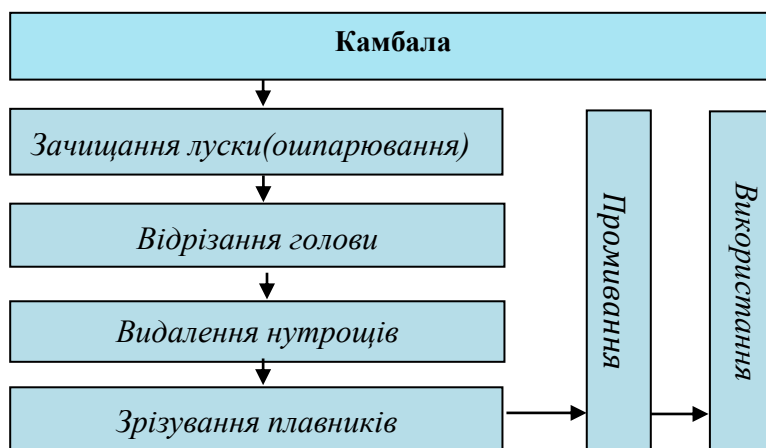 Камбала
Зачищання луски(ошпарювання)
Відрізання голови
Видалення нутрощів
Зрізування плавників
Промивання
Використання